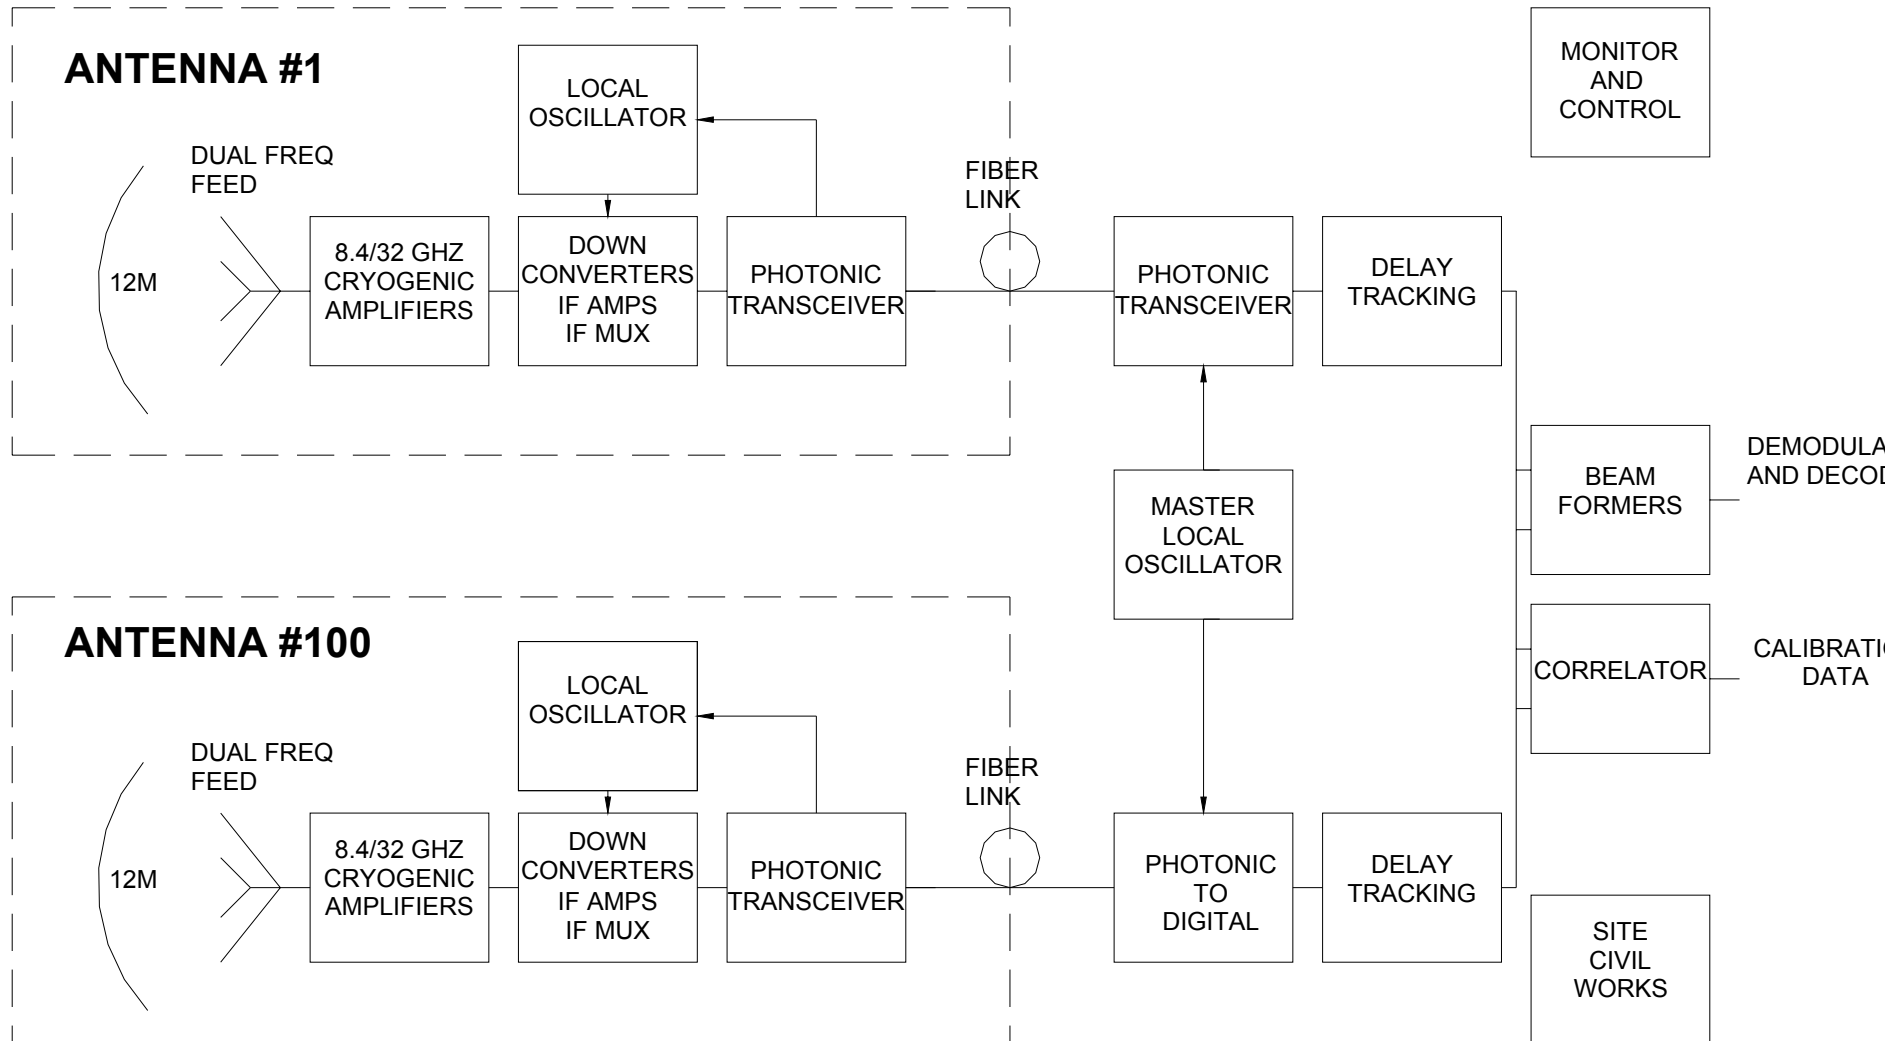 ANTENNA #1
LOCAL
OSCILLATOR
MONITOR
AND
CONTROL
DUAL FREQ
FEED
FIBER
LINK
12M
8.4/32 GHZ
CRYOGENIC
AMPLIFIERS
DOWN
CONVERTERS
IF AMPS
IF MUX
PHOTONIC
TRANSCEIVER
PHOTONIC
TRANSCEIVER
DELAY
TRACKING
MASTER
LOCAL
OSCILLATOR
BEAM
FORMERS
AND
CORRELATOR
DATA
ANTENNA #100
LOCAL
OSCILLATOR
DUAL FREQ
FEED
FIBER
LINK
12M
8.4/32 GHZ
CRYOGENIC
AMPLIFIERS
DOWN
CONVERTERS
IF AMPS
IF MUX
PHOTONIC
TRANSCEIVER
PHOTONIC
TO
DIGITAL
DELAY
TRACKING
SITE
CIVIL
WORKS